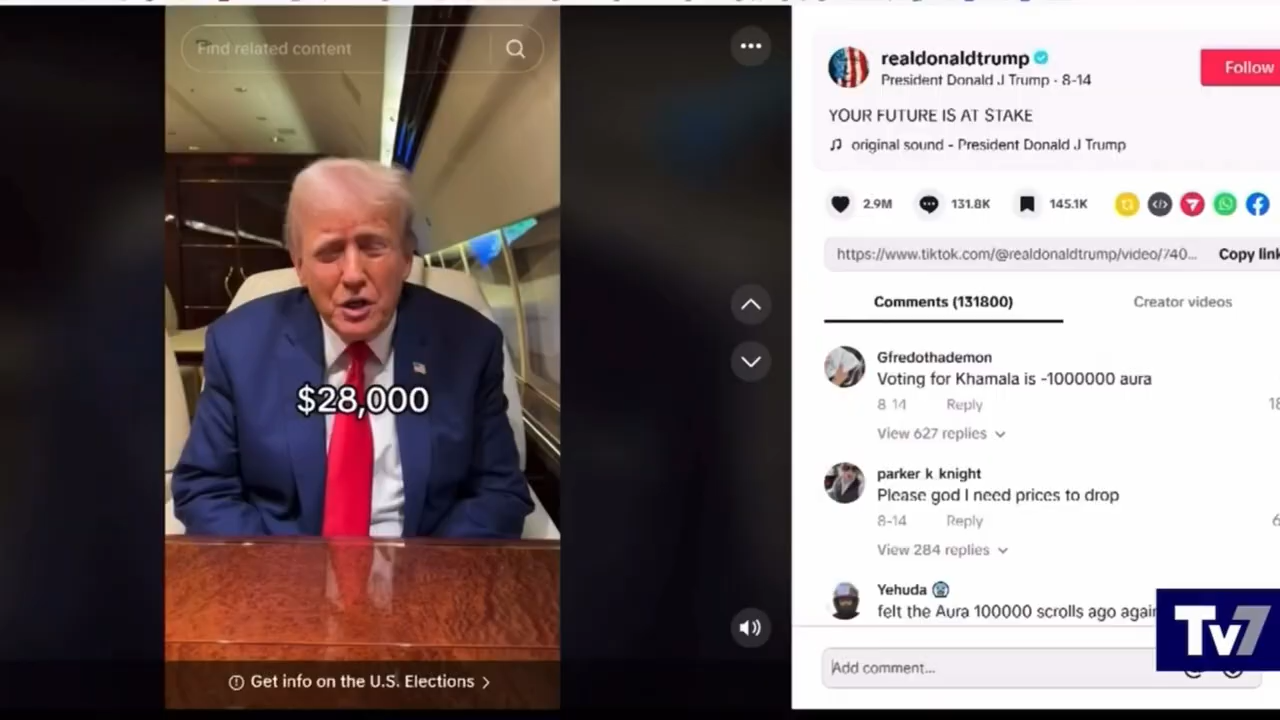 Find related content
$28,000
Get info on the U.S. Elections
realdonaldtrump
President Donald J Trump · 8-14
Follow
YOUR FUTURE IS AT STAKE
original sound - President Donald J Trump
2.9M
131.8K
145.1K
https://www.tiktok.com/@realdonaldtrump/video/740...
Copy link
Comments (131800)
Creator videos
Gfredothademon
Voting for Khamala is -1000000 aura
8-14 Reply
View 627 replies
parker k knight
Please god I need prices to drop
8-14 Reply
View 284 replies
Yehuda
felt the Aura 100000 scrolls ago again
Add comment...
Tv7